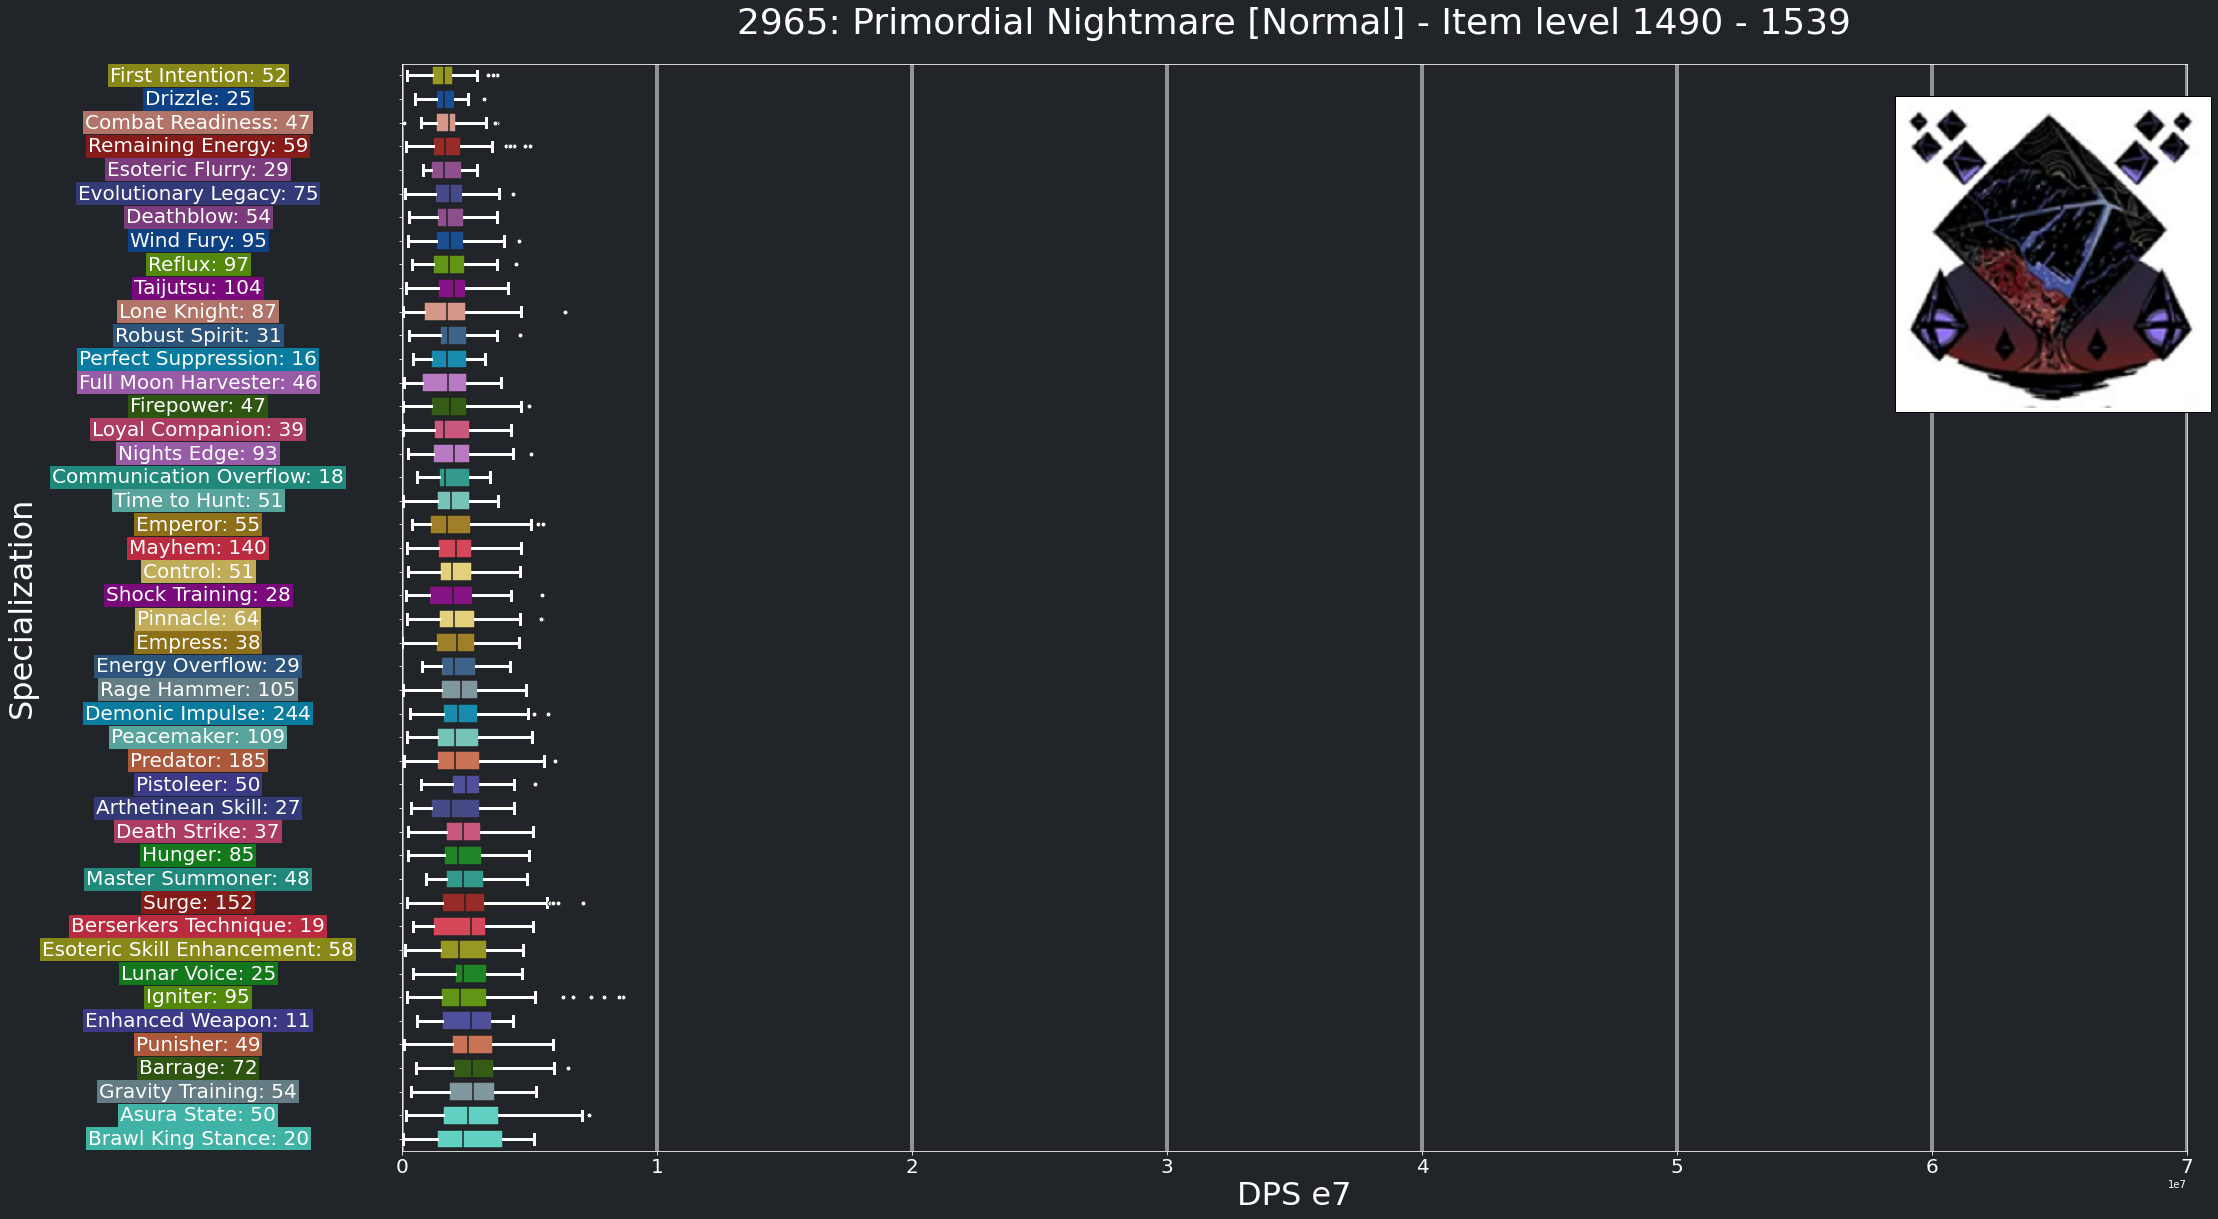 2965: Primordial Nightmare [Normal] - Item level 1490 - 1539
First Intention: 52
Drizzle: 25
Combat Readiness: 47
Remaining Energy: 59
Esoteric Flurry: 29
Evolutionary Legacy: 75
Deathblow: 54
Wind Fury: 95
Reflux: 97
Taijutsu: 104
Lone Knight: 87
Robust Spirit: 31
Perfect Suppression: 16
Full Moon Harvester: 46
Firepower: 47
Loyal Companion: 39
Nights Edge: 93
Communication Overflow: 18
Time to Hunt: 51
Emperor: 55
Mayhem: 140
Control: 51
Shock Training: 28
Pinnacle: 64
Empress: 38
Energy Overflow: 29
Rage Hammer: 105
Demonic Impulse: 244
Peacemaker: 109
Predator: 185
Pistoleer: 50
Arthetinean Skill: 27
Death Strike: 37
Hunger: 85
Master Summoner: 48
Surge: 152
Berserkers Technique: 19
Esoteric Skill Enhancement: 58
Lunar Voice: 25
Igniter: 95
Enhanced Weapon: 11
Punisher: 49
Barrage: 72
Gravity Training: 54
Asura State: 50
Brawl King Stance: 20
Specialization
0 1 2 3 4 5 6 7
1e7
DPS e7